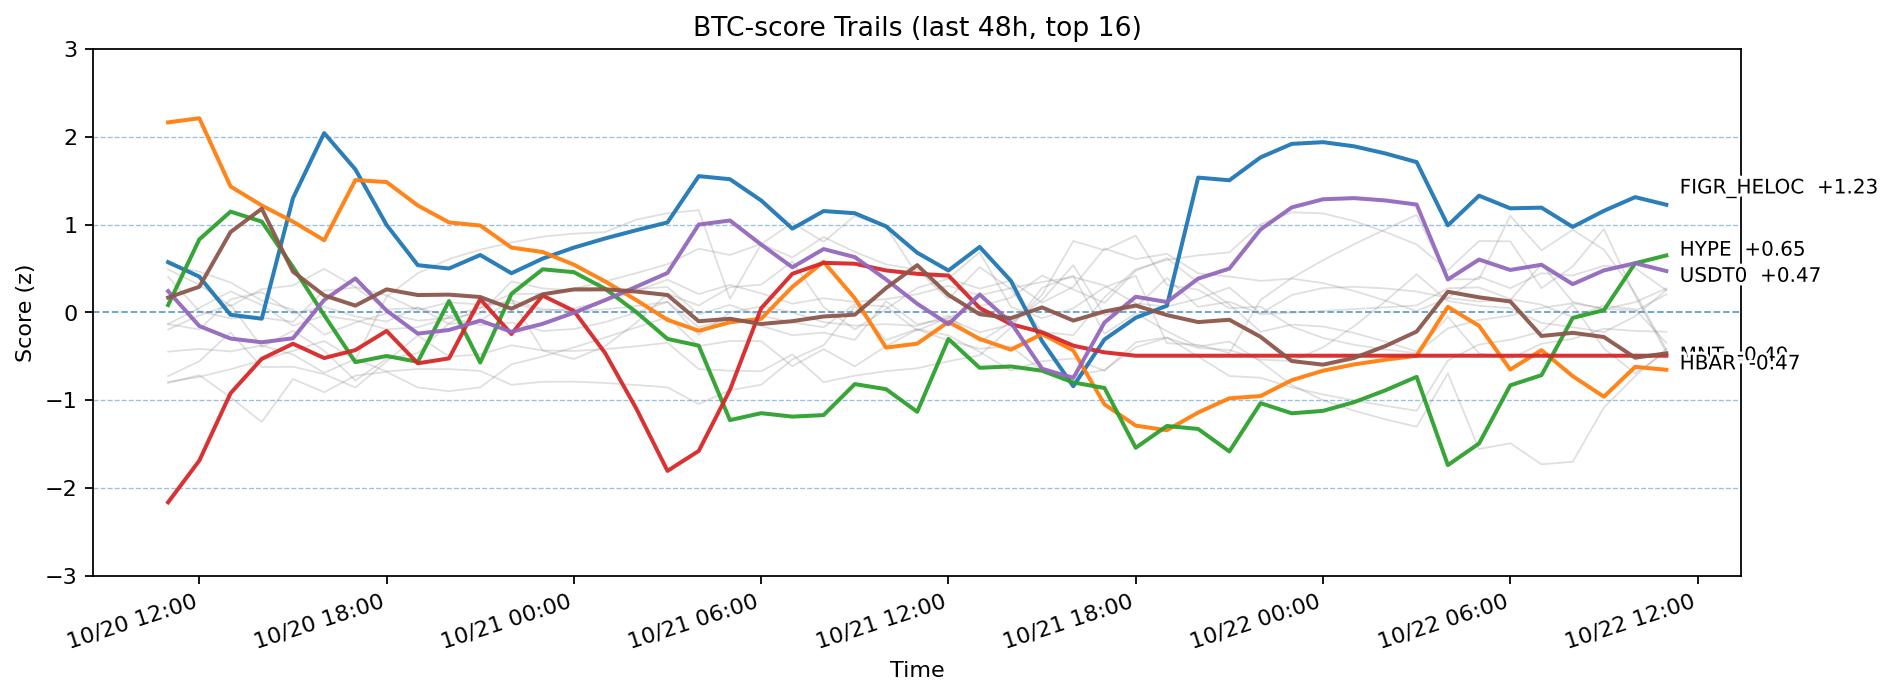 BTC-score Trails (last 48h, top 16)
Score (z)
3
2
1
0
−1
−2
−3
FIGR_HELOC +1.23
HYPE +0.65
USDT0 +0.47
HBAR -0.47
10/20 12:00
10/20 18:00
10/21 00:00
10/21 06:00
10/21 12:00
10/21 18:00
10/22 00:00
10/22 06:00
10/22 12:00
Time